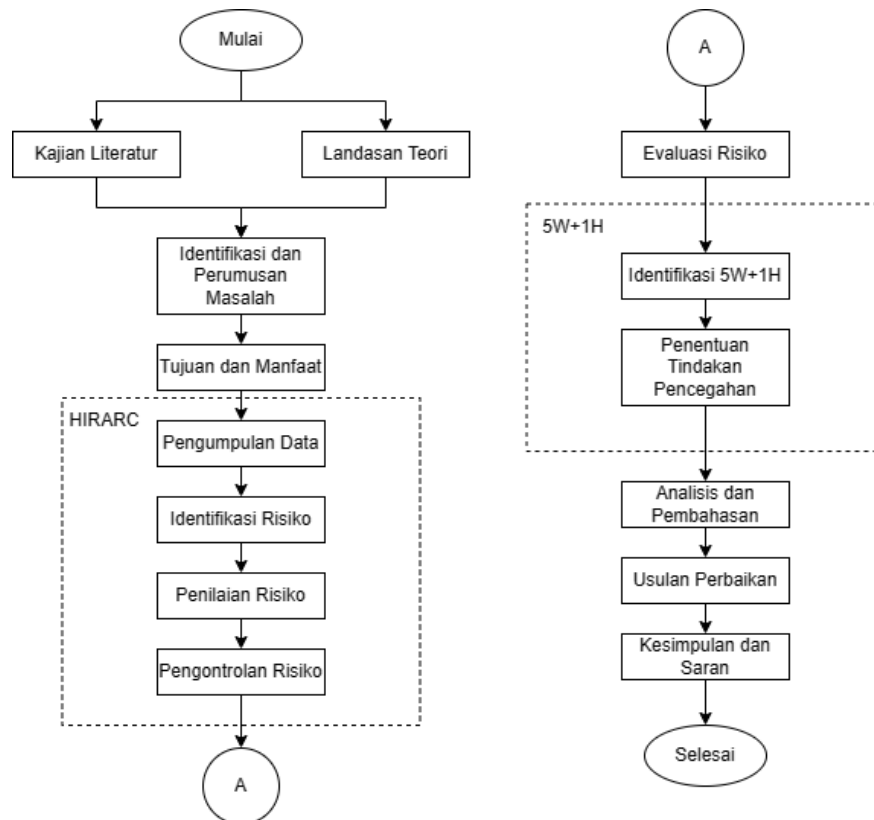 Mulai
Kajian Literatur
Landasan Teori
Identifikasi dan
Perumusan
Masalah
Tujuan dan Manfaat
HIRARC
Pengumpulan Data
Identifikasi Risiko
Penilaian Risiko
Pengontrolan Risiko
A
A
Evaluasi Risiko
5W+1H
Identifikasi 5W+1H
Penentuan
Tindakan
Pencegahan
Analisis dan
Pembahasan
Usulan Perbaikan
Kesimpulan dan
Saran
Selesai